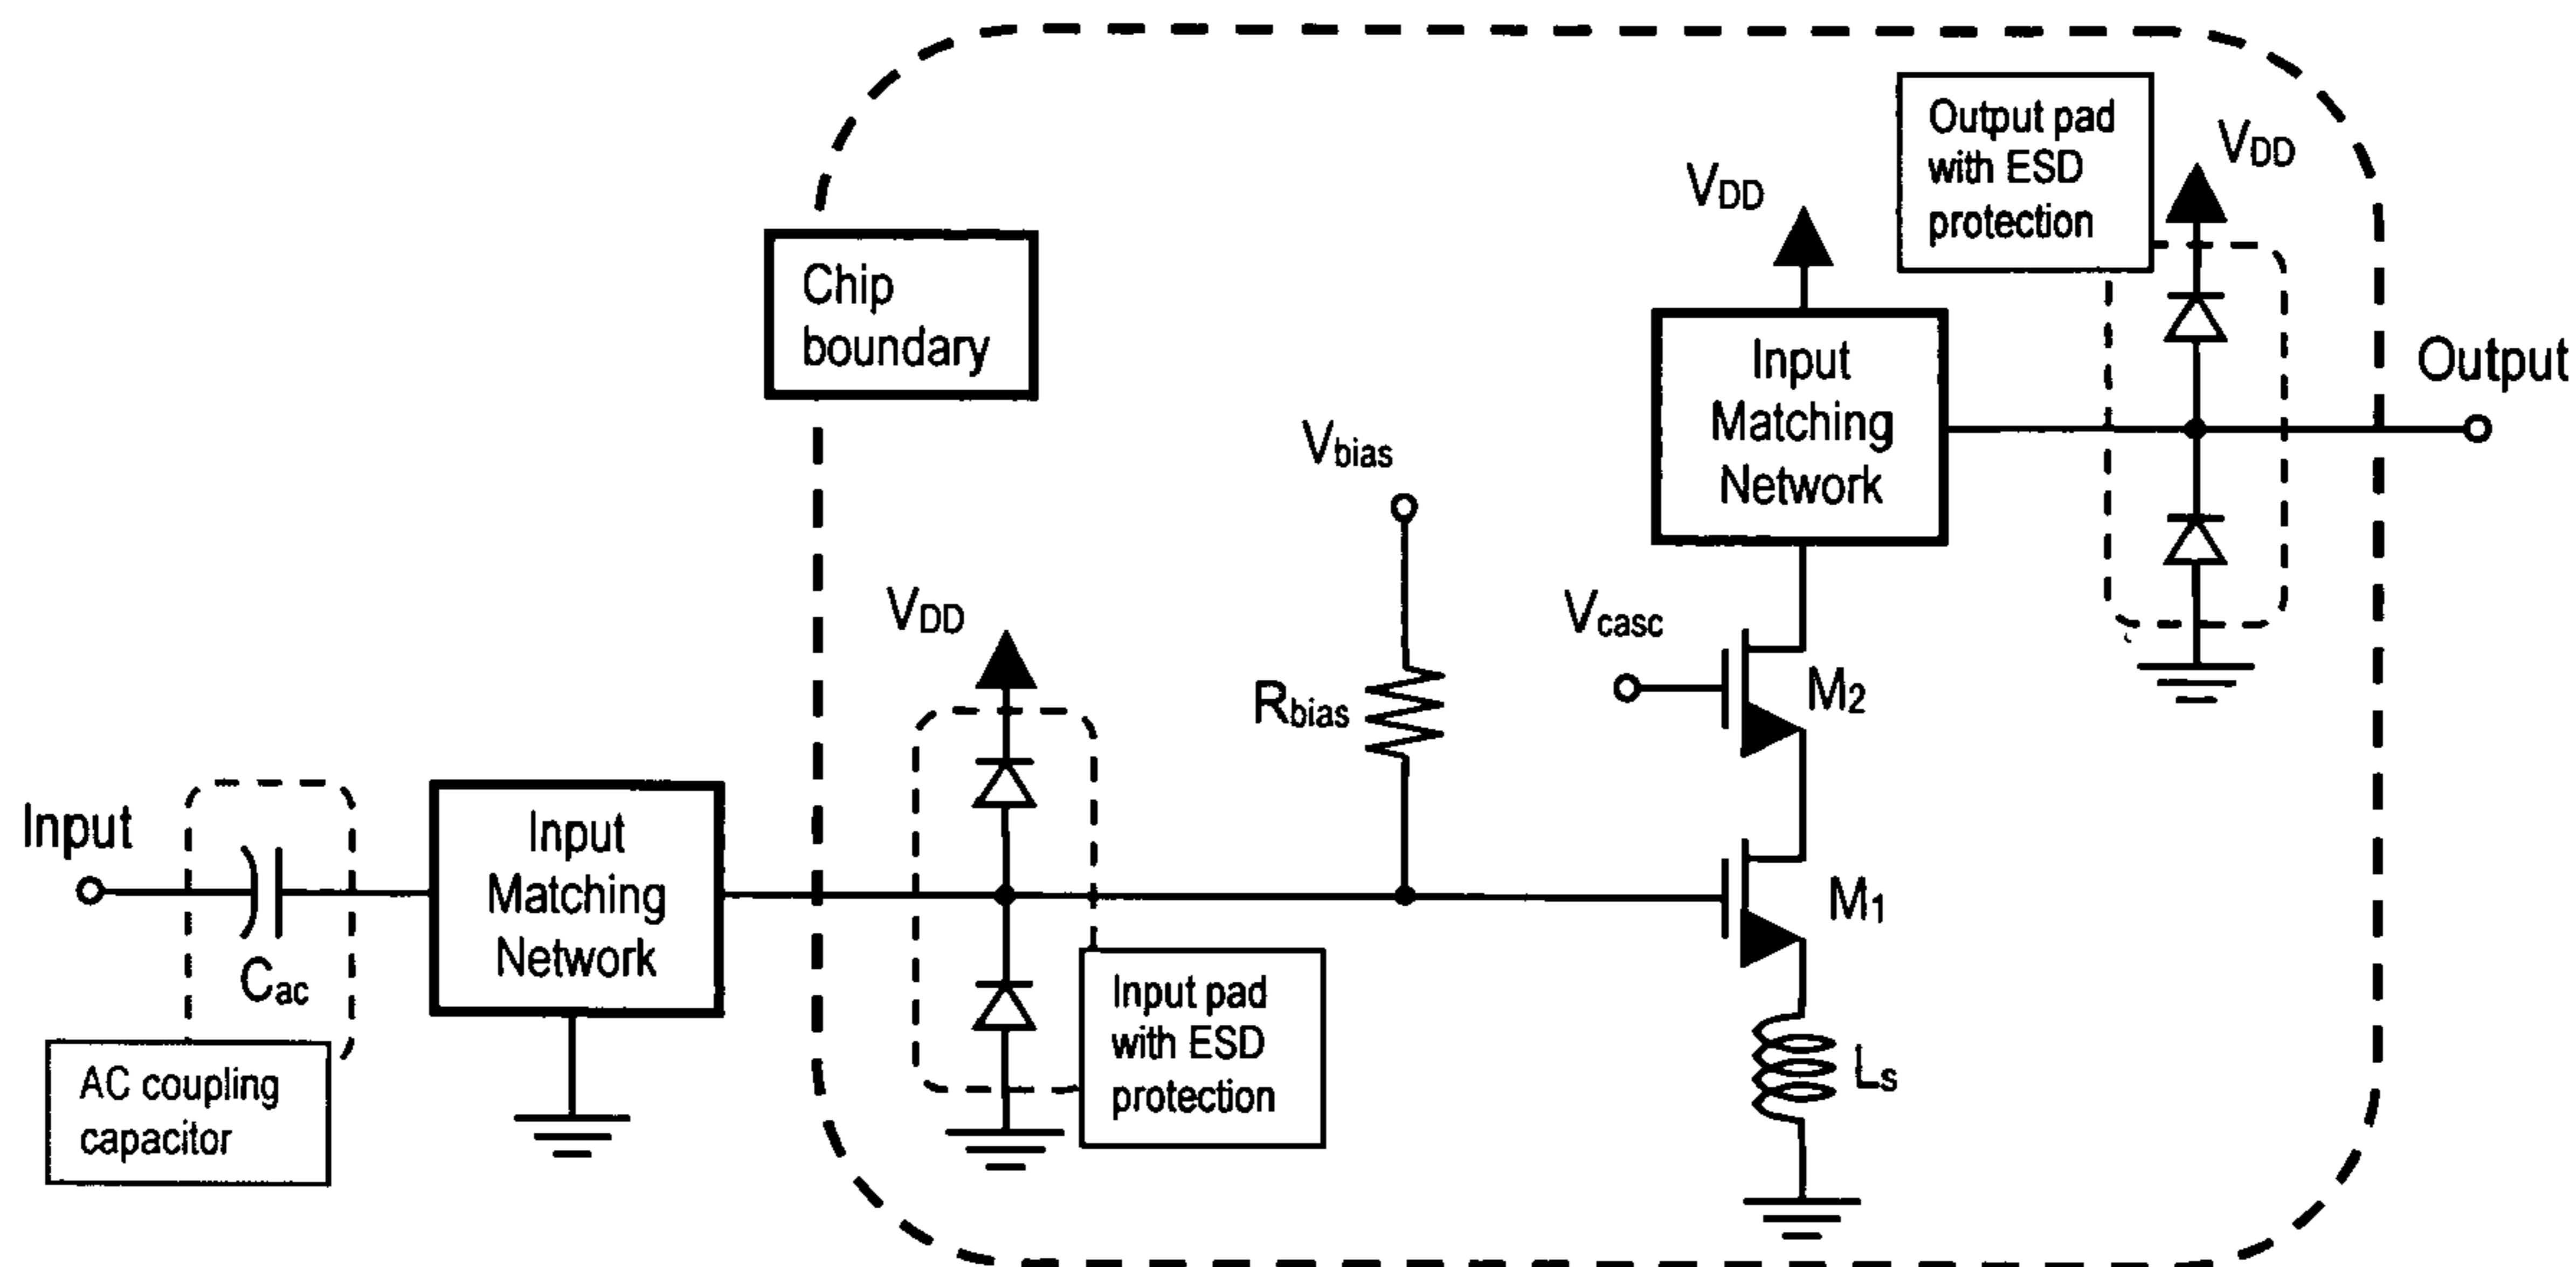 Output pad
with ESD
protection
VDD
VDD
Chip
boundary
Input
Matching
Network
Output
Vbias
VDD
Vcasc
M2
Rbias
Input
Input
Matching
Network
M1
Cac
Input pad
with ESD
protection
AC coupling
capacitor
Ls